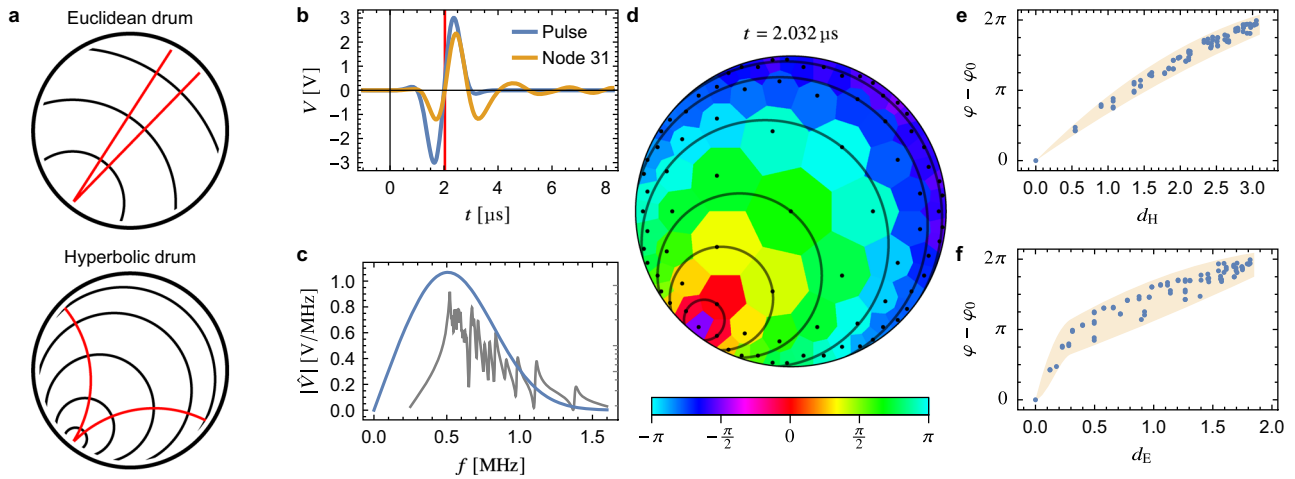 a
Euclidean drum
Hyperbolic drum
b
3
2
1
0
−1
−2
−3
V [V]
Pulse
Node 31
0
2
4
6
8
t [μs]
c
1.0
0.8
0.6
0.4
0.2
0.0
|V̂| [V/MHz]
0.0
0.5
1.0
1.5
f [MHz]
d
t = 2.032 μs
−π
−π/2
0
π/2
π
e
2π
π
0
φ − φ₀
0.0
0.5
1.0
1.5
2.0
2.5
3.0
d_H
f
2π
π
0
φ − φ₀
0.0
0.5
1.0
1.5
2.0
d_E